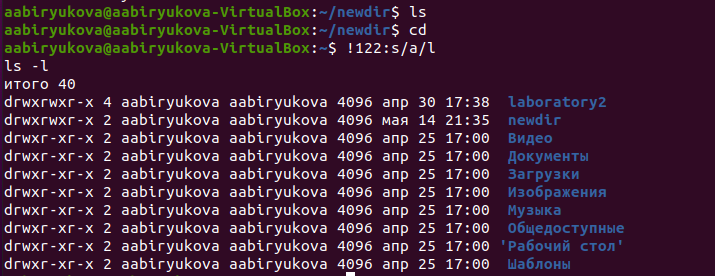 aabiryukova@aabiryukova-VirtualBox:~/newdir$ ls
aabiryukova@aabiryukova-VirtualBox:~/newdir$ cd
aabiryukova@aabiryukova-VirtualBox:~$ !122:s/a/l
ls -l
итого 40
drwxrwxr-x 4 aabiryukova aabiryukova 4096 апр 30 17:38  laboratory2
drwxrwxr-x 2 aabiryukova aabiryukova 4096 мая 14 21:35  newdir
drwxr-xr-x 2 aabiryukova aabiryukova 4096 апр 25 17:00  Видео
drwxr-xr-x 2 aabiryukova aabiryukova 4096 апр 25 17:00  Документы
drwxr-xr-x 2 aabiryukova aabiryukova 4096 апр 25 17:00  Загрузки
drwxr-xr-x 2 aabiryukova aabiryukova 4096 апр 25 17:00  Изображения
drwxr-xr-x 2 aabiryukova aabiryukova 4096 апр 25 17:00  Музыка
drwxr-xr-x 2 aabiryukova aabiryukova 4096 апр 25 17:00  Общедоступные
drwxr-xr-x 2 aabiryukova aabiryukova 4096 апр 25 17:00 'Рабочий стол'
drwxr-xr-x 2 aabiryukova aabiryukova 4096 апр 25 17:00  Шаблоны